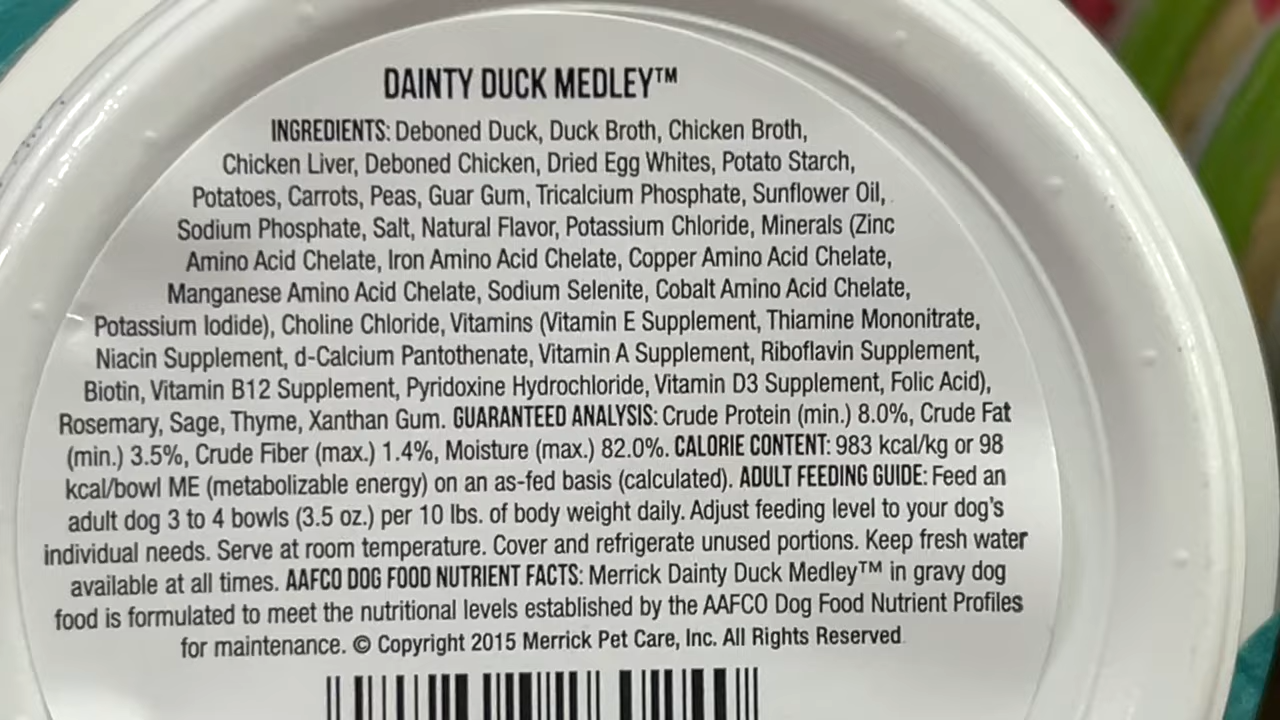 DAINTY DUCK MEDLEY™
INGREDIENTS: Deboned Duck, Duck Broth, Chicken Broth,
Chicken Liver, Deboned Chicken, Dried Egg Whites, Potato Starch,
Potatoes, Carrots, Peas, Guar Gum, Tricalcium Phosphate, Sunflower Oil,
Sodium Phosphate, Salt, Natural Flavor, Potassium Chloride, Minerals (Zinc
Amino Acid Chelate, Iron Amino Acid Chelate, Copper Amino Acid Chelate,
Manganese Amino Acid Chelate, Sodium Selenite, Cobalt Amino Acid Chelate,
Potassium Iodide), Choline Chloride, Vitamins (Vitamin E Supplement, Thiamine Mononitrate,
Niacin Supplement, d-Calcium Pantothenate, Vitamin A Supplement, Riboflavin Supplement,
Biotin, Vitamin B12 Supplement, Pyridoxine Hydrochloride, Vitamin D3 Supplement, Folic Acid),
Rosemary, Sage, Thyme, Xanthan Gum. GUARANTEED ANALYSIS: Crude Protein (min.) 8.0%, Crude Fat
(min.) 3.5%, Crude Fiber (max.) 1.4%, Moisture (max.) 82.0%. CALORIE CONTENT: 983 kcal/kg or 98
kcal/bowl ME (metabolizable energy) on an as-fed basis (calculated). ADULT FEEDING GUIDE: Feed an
adult dog 3 to 4 bowls (3.5 oz.) per 10 lbs. of body weight daily. Adjust feeding level to your dog's
individual needs. Serve at room temperature. Cover and refrigerate unused portions. Keep fresh water
available at all times. AAFCO DOG FOOD NUTRIENT FACTS: Merrick Dainty Duck Medley™ in gravy dog
food is formulated to meet the nutritional levels established by the AAFCO Dog Food Nutrient Profiles
for maintenance. © Copyright 2015 Merrick Pet Care, Inc. All Rights Reserved.